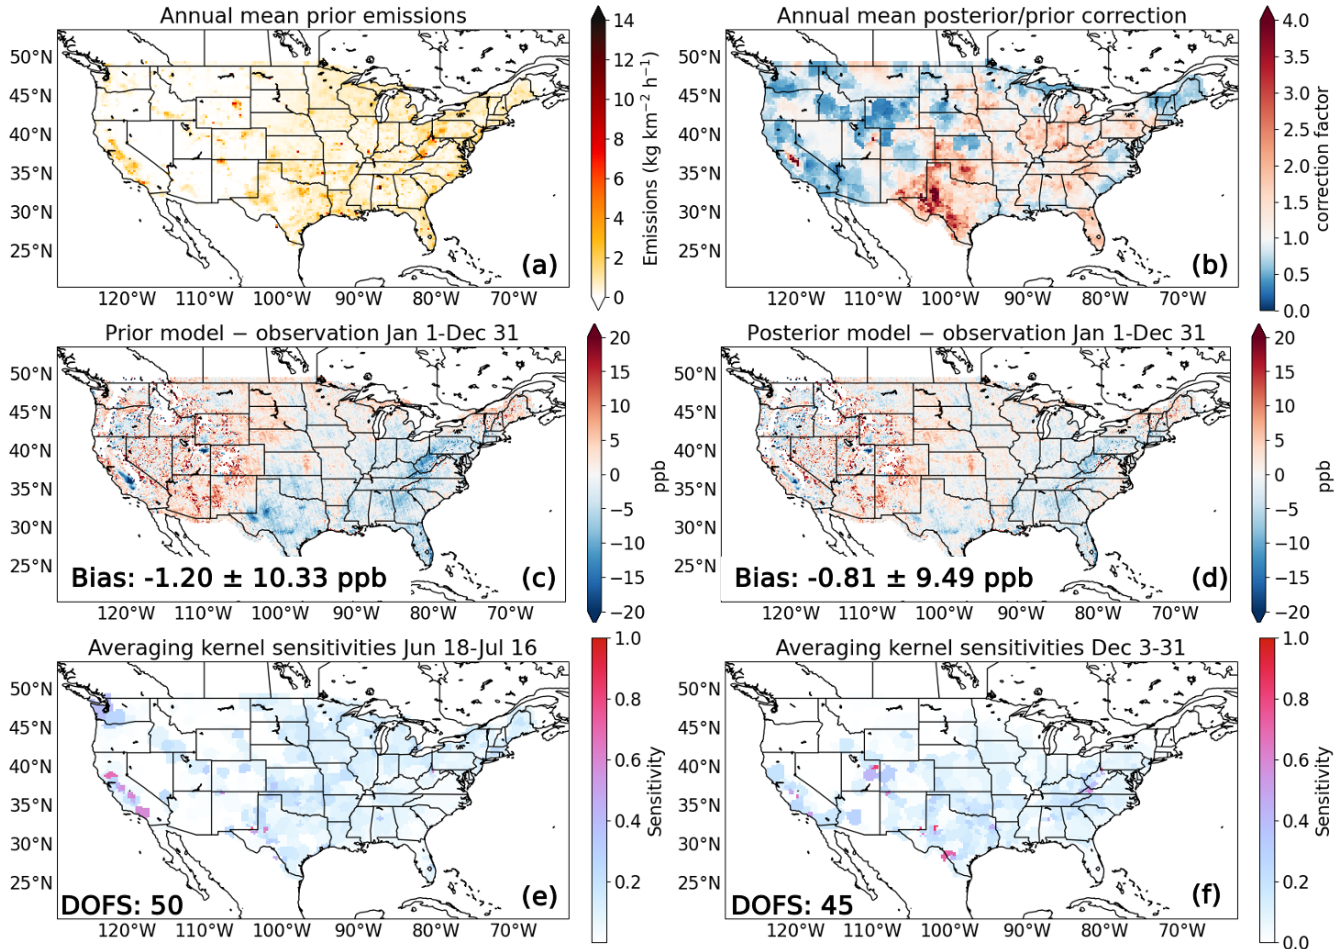 Annual mean prior emissions
50°N
45°N
40°N
35°N
30°N
25°N
120°W 110°W 100°W 90°W 80°W 70°W
(a)
14
12
10
8
6
4
2
0
Emissions (kg km⁻² h⁻¹)
Annual mean posterior/prior correction
50°N
45°N
40°N
35°N
30°N
25°N
120°W 110°W 100°W 90°W 80°W 70°W
(b)
4.0
3.5
3.0
2.5
2.0
1.5
1.0
0.5
0.0
correction factor
Prior model − observation Jan 1-Dec 31
50°N
45°N
40°N
35°N
30°N
25°N
120°W 110°W 100°W 90°W 80°W 70°W
Bias: -1.20 ± 10.33 ppb
(c)
20
15
10
5
0
−5
−10
−15
−20
ppb
Posterior model − observation Jan 1-Dec 31
50°N
45°N
40°N
35°N
30°N
25°N
120°W 110°W 100°W 90°W 80°W 70°W
Bias: -0.81 ± 9.49 ppb
(d)
20
15
10
5
0
−5
−10
−15
−20
ppb
Averaging kernel sensitivities Jun 18-Jul 16
50°N
45°N
40°N
35°N
30°N
25°N
120°W 110°W 100°W 90°W 80°W 70°W
DOFS: 50
(e)
1.0
0.8
0.6
0.4
0.2
Sensitivity
Averaging kernel sensitivities Dec 3-31
50°N
45°N
40°N
35°N
30°N
25°N
120°W 110°W 100°W 90°W 80°W 70°W
DOFS: 45
(f)
1.0
0.8
0.6
0.4
0.2
0.0
Sensitivity